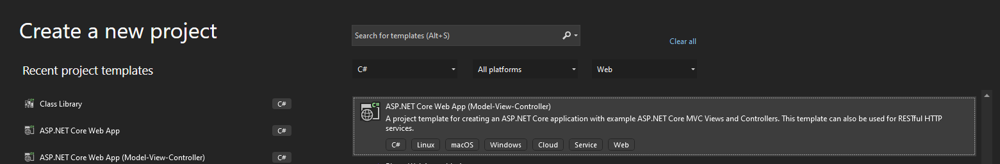 Create a new project
Search for templates (Alt+S)
Clear all
Recent project templates
C#
All platforms
Web
Class Library
C#
ASP.NET Core Web App
C#
ASP.NET Core Web App (Model-View-Controller)
C#
C#
ASP.NET Core Web App (Model-View-Controller)
A project template for creating an ASP.NET Core application with example ASP.NET Core MVC Views and Controllers. This template can also be used for RESTful HTTP
services.
C#
Linux
macOS
Windows
Cloud
Service
Web